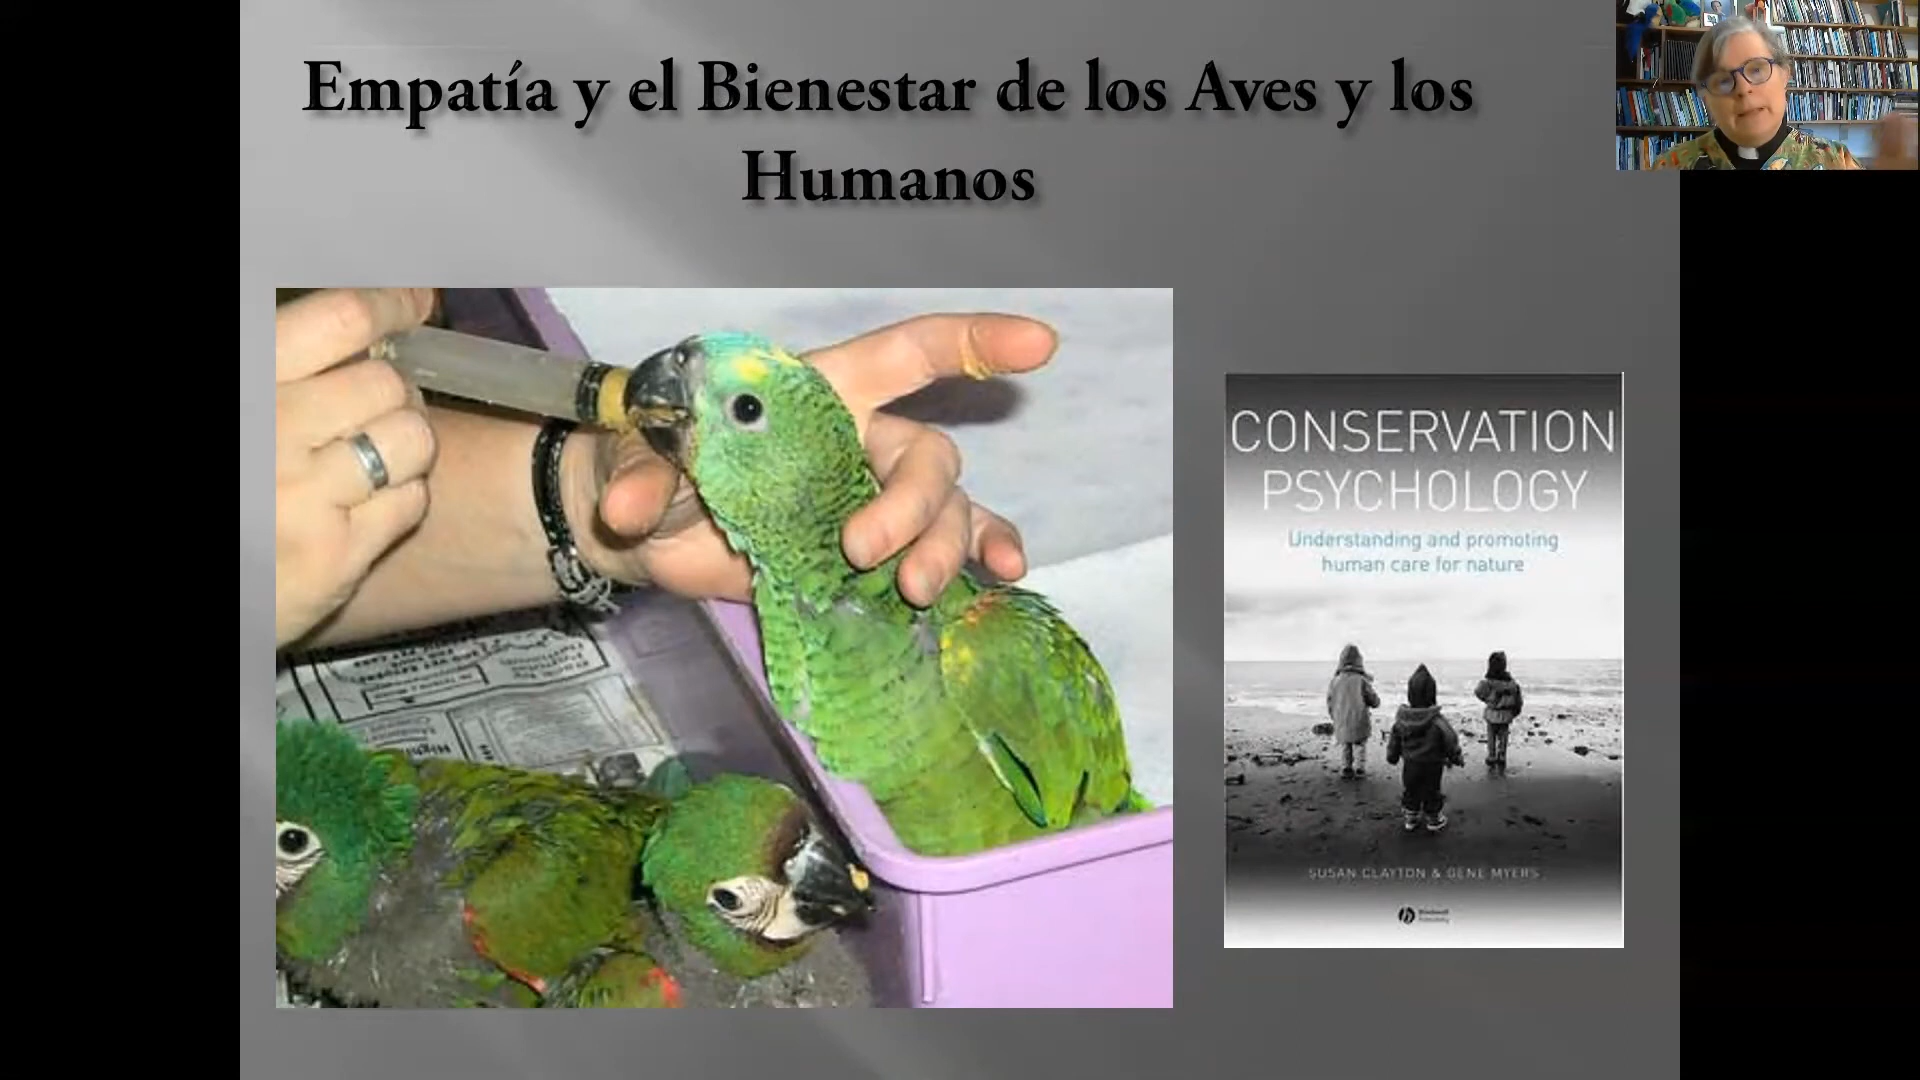 Empatía y el Bienestar de los Aves y los
Humanos
CONSERVATION
PSYCHOLOGY
Understanding and promoting
human care for nature
SUSAN CLAYTON & GENE MYERS